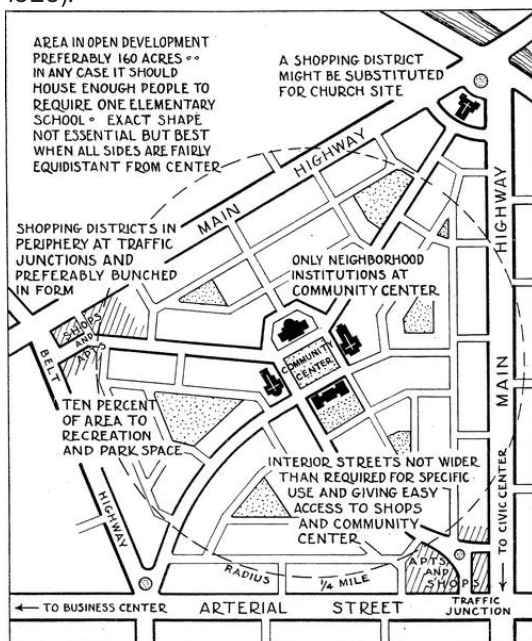 1929).
AREA IN OPEN DEVELOPMENT
PREFERABLY 160 ACRES ••
IN ANY CASE IT SHOULD
HOUSE ENOUGH PEOPLE TO
REQUIRE ONE ELEMENTARY
SCHOOL • EXACT SHAPE
NOT ESSENTIAL BUT BEST
WHEN ALL SIDES ARE FAIRLY
EQUIDISTANT FROM CENTER
A SHOPPING DISTRICT
MIGHT BE SUBSTITUTED
FOR CHURCH SITE
MAIN HIGHWAY
SHOPPING DISTRICTS IN
PERIPHERY AT TRAFFIC
JUNCTIONS AND
PREFERABLY BUNCHED
IN FORM
ONLY NEIGHBORHOOD
INSTITUTIONS AT
COMMUNITY CENTER
MAIN HIGHWAY
SHOPS
AND
APTS
COMMUNITY
CENTER
BELT HIGHWAY
TEN PERCENT
OF AREA TO
RECREATION
AND PARK SPACE
INTERIOR STREETS NOT WIDER
THAN REQUIRED FOR SPECIFIC
USE AND GIVING EASY
ACCESS TO SHOPS
AND COMMUNITY
CENTER
→ TO CIVIC CENTER
APTS
AND
SHOPS
RADIUS 1/4 MILE
TRAFFIC
JUNCTION
← TO BUSINESS CENTER
ARTERIAL STREET